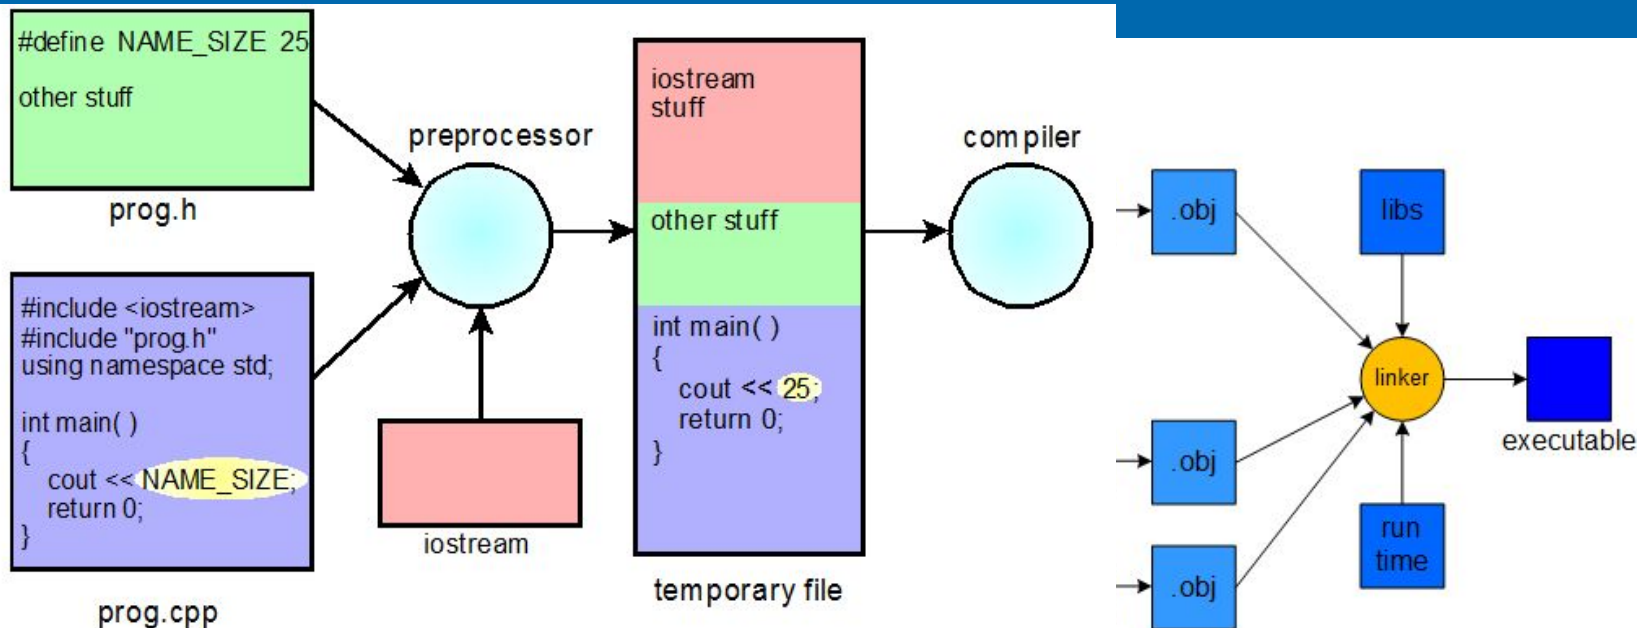 #define NAME_SIZE 25
other stuff
prog.h
#include <iostream>
#include "prog.h"
using namespace std;
int main( )
{
cout << NAME_SIZE;
return 0;
}
prog.cpp
preprocessor
iostream
iostream
stuff
other stuff
int main( )
{
cout << 25;
return 0;
}
temporary file
compiler
.obj
.obj
.obj
libs
linker
run
time
executable